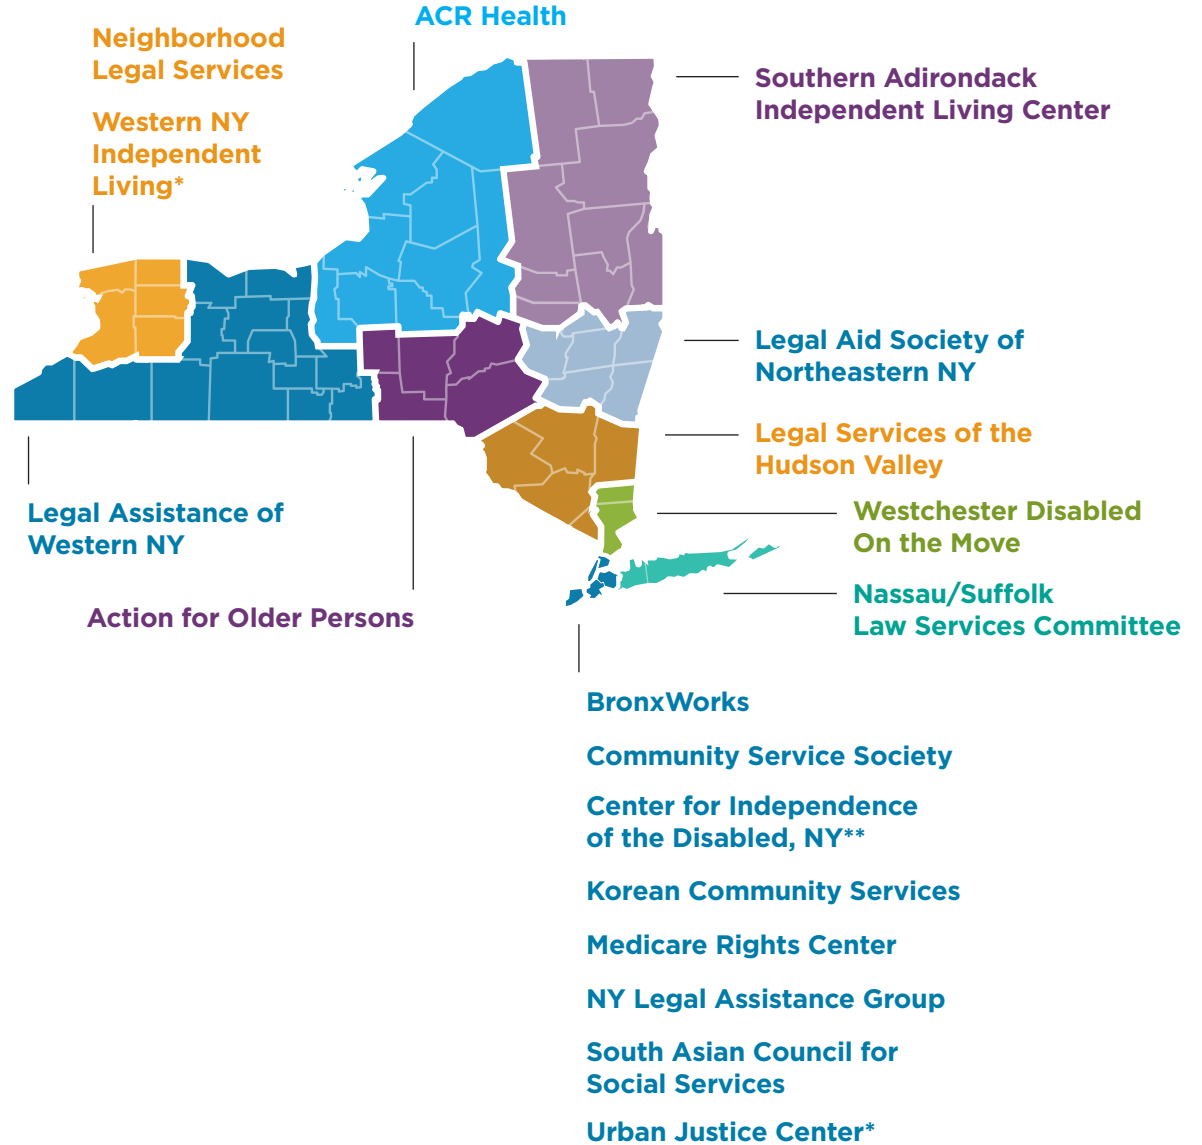 ACR Health
Neighborhood
Legal Services
Western NY
Independent
Living*
Southern Adirondack
Independent Living Center
Legal Aid Society of
Northeastern NY
Legal Services of the
Hudson Valley
Legal Assistance of
Western NY
Westchester Disabled
On the Move
Action for Older Persons
Nassau/Suffolk
Law Services Committee
BronxWorks
Community Service Society
Center for Independence
of the Disabled, NY**
Korean Community Services
Medicare Rights Center
NY Legal Assistance Group
South Asian Council for
Social Services
Urban Justice Center*